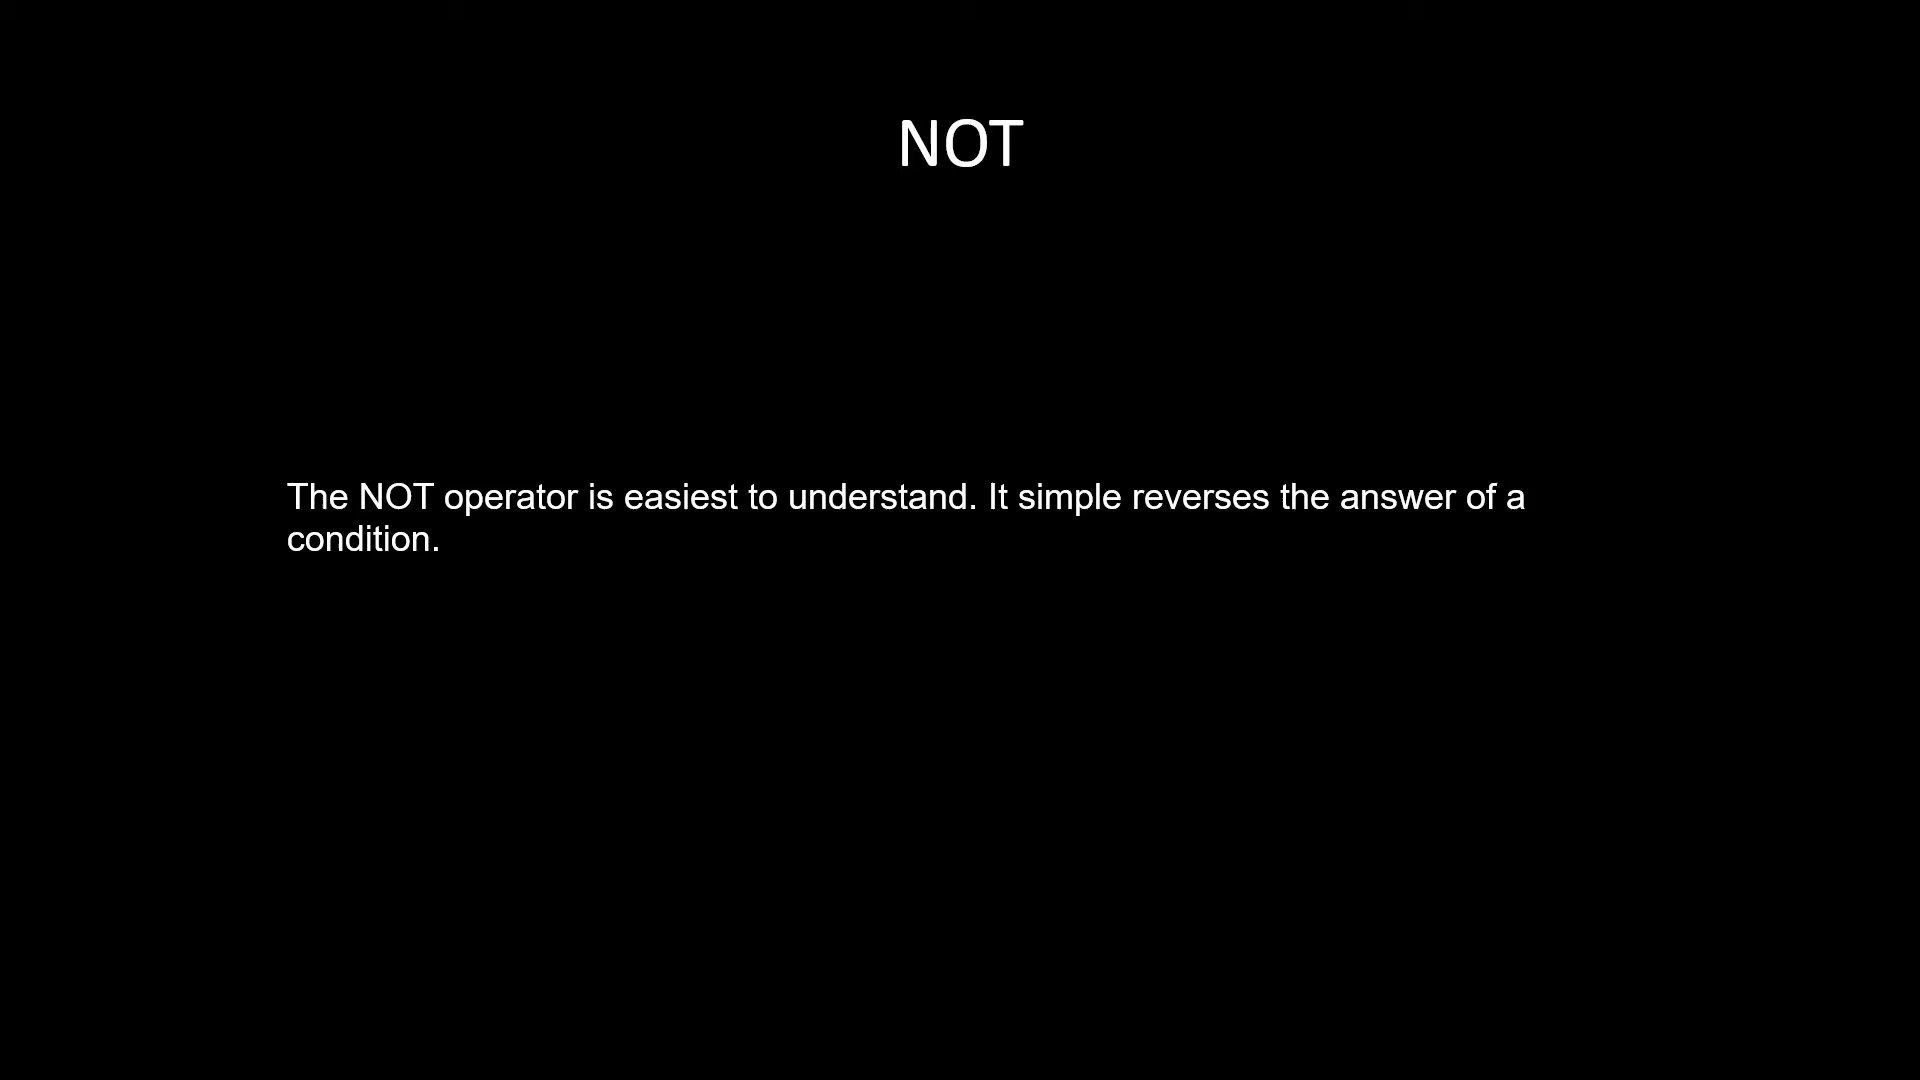 NOT
The NOT operator is easiest to understand. It simple reverses the answer of a
condition.